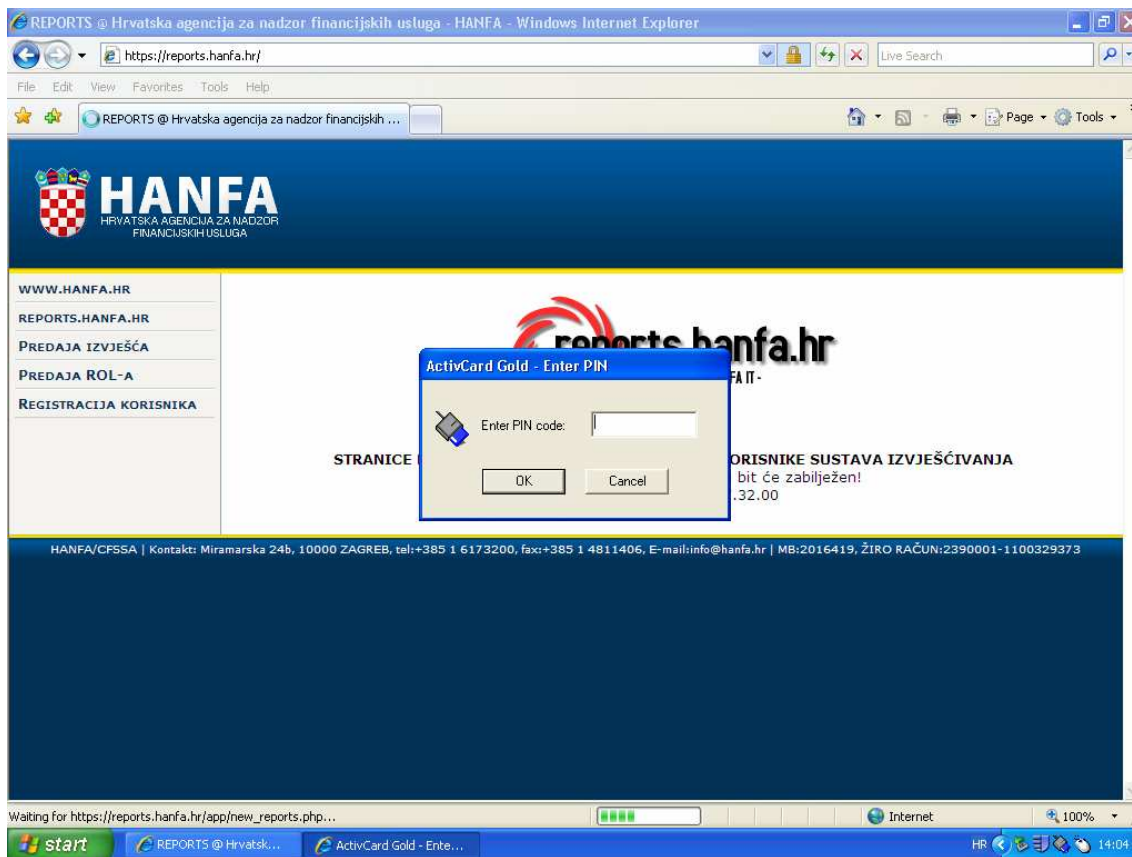 REPORTS @ Hrvatska agencija za nadzor financijskih usluga - HANFA - Windows Internet Explorer
https://reports.hanfa.hr/
Live Search
File Edit View Favorites Tools Help
REPORTS @ Hrvatska agencija za nadzor financijskih ...
Page Tools
HANFA
HRVATSKA AGENCIJA ZA NADZOR
FINANCIJSKIH USLUGA
WWW.HANFA.HR
REPORTS.HANFA.HR
PREDAJA IZVJEŠĆA
PREDAJA ROL-A
REGISTRACIJA KORISNIKA
reports.hanfa.hr
FA IT -
ActivCard Gold - Enter PIN
Enter PIN code:
OK Cancel
STRANICE ORISNIKE SUSTAVA IZVJEŠĆIVANJA
bit će zabilježen!
.32.00
HANFA/CFSSA | Kontakt: Miramarska 24b, 10000 ZAGREB, tel:+385 1 6173200, fax:+385 1 4811406, E-mail:info@hanfa.hr | MB:2016419, ŽIRO RAČUN:2390001-1100329373
Waiting for https://reports.hanfa.hr/app/new_reports.php...
Internet
100%
start
REPORTS @ Hrvatsk...
ActivCard Gold - Ente...
HR
14:04